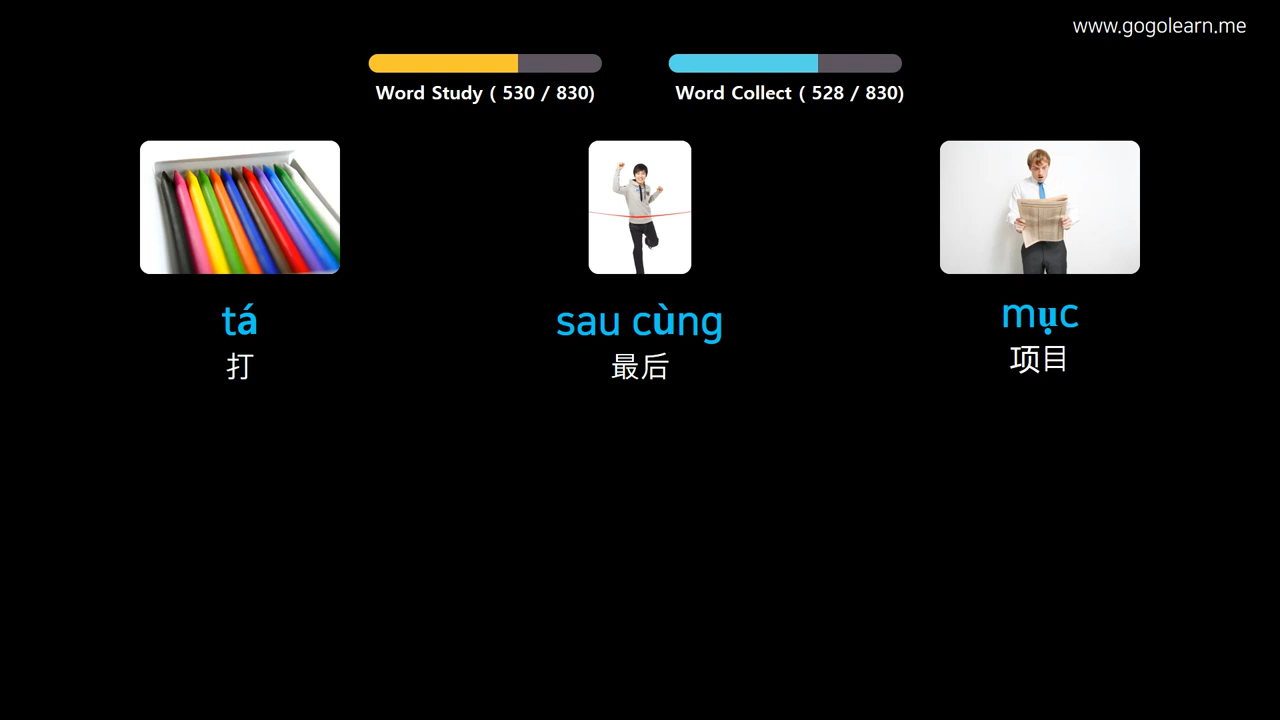 www.gogolearn.me
Word Study ( 530 / 830)
Word Collect ( 528 / 830)
tá
打
sau cùng
最后
mục
项目